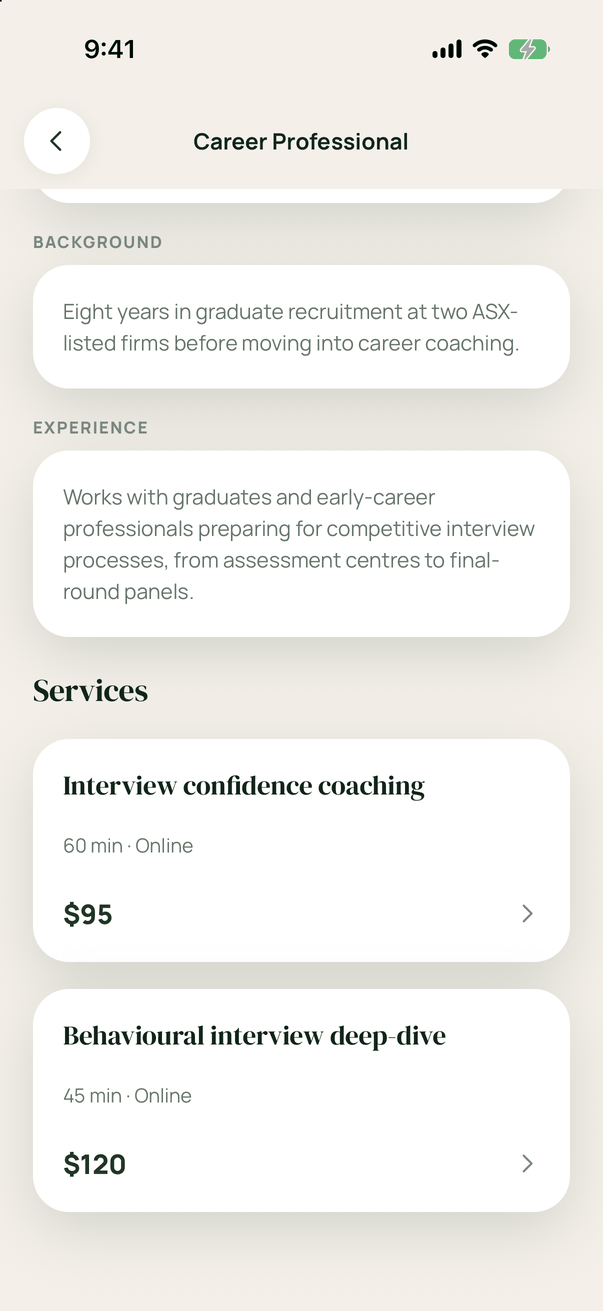 9:41
Career Professional
BACKGROUND
Eight years in graduate recruitment at two ASX-
listed firms before moving into career coaching.
EXPERIENCE
Works with graduates and early-career
professionals preparing for competitive interview
processes, from assessment centres to final-
round panels.
Services
Interview confidence coaching
60 min · Online
$95
Behavioural interview deep-dive
45 min · Online
$120